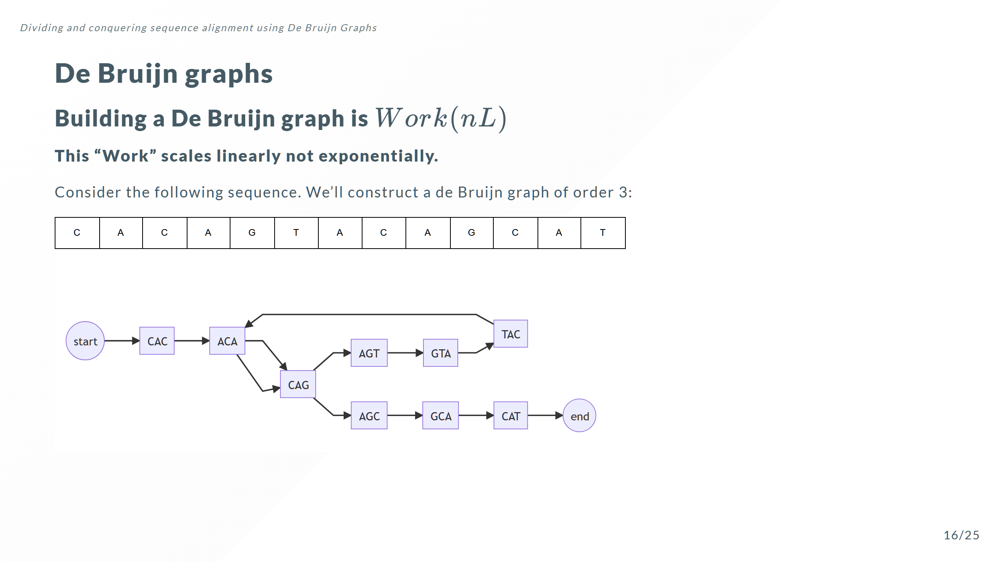 Dividing and conquering sequence alignment using De Bruijn Graphs
De Bruijn graphs
Building a De Bruijn graph is Work(nL)
This “Work” scales linearly not exponentially.
Consider the following sequence. We’ll construct a de Bruijn graph of order 3:
C A C A G T A C A G C A T
TAC
start CAC ACA
AGT GTA
CAG
AGC GCA CAT end
16/25